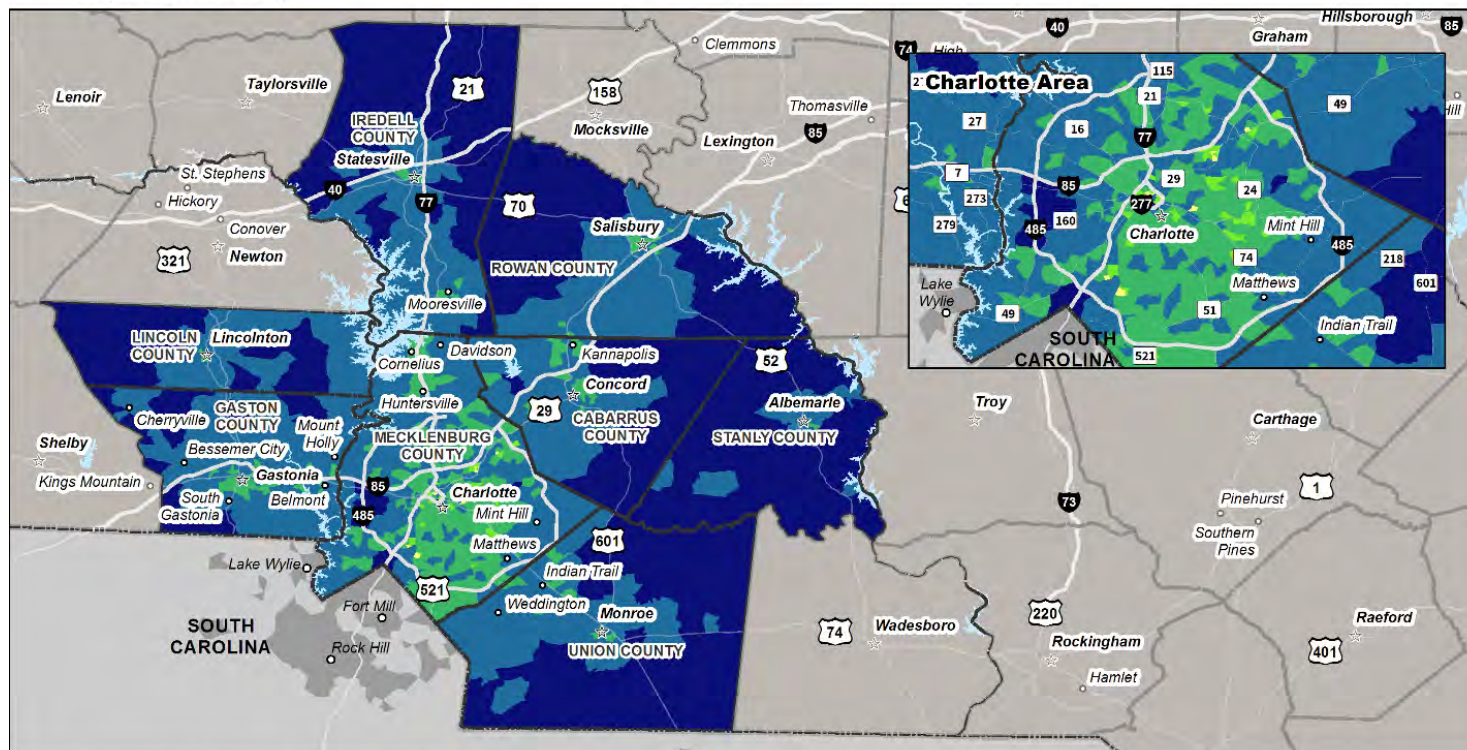 Hillsborough
85
40
Graham
Clemmons
74
High
Charlotte Area
115
21
49
Hill
Taylorsville
Lenoir
21
158
Thomasville
Mocksville
85
Lexington
27
16
77
IREDELL
COUNTY
Statesville
St. Stephens
Hickory
40
77
70
7
85
29
24
273
277
279
160
485
Charlotte
Mint Hill
485
Conover
Newton
321
Salisbury
ROWAN COUNTY
74
218
Matthews
601
Lake
Wylie
49
51
Indian Trail
SOUTH
CAROLINA
521
Mooresville
LINCOLN
COUNTY
Lincolnton
Davidson
Cornelius
Kannapolis
52
Concord
Huntersville
29
Albemarle
Troy
Carthage
Cherryville
GASTON
COUNTY
Mount
Holly
MECKLENBURG
COUNTY
CABARRUS
COUNTY
STANLY COUNTY
Shelby
Bessemer City
Kings Mountain
Gastonia
85
Charlotte
South
Gastonia
Belmont
485
Mint Hill
73
1
Pinehurst
Southern
Pines
Matthews
601
Lake Wylie
521
Indian Trail
Weddington
Fort Mill
Monroe
SOUTH
CAROLINA
Rock Hill
UNION COUNTY
74
Wadesboro
220
Rockingham
Raeford
401
Hamlet